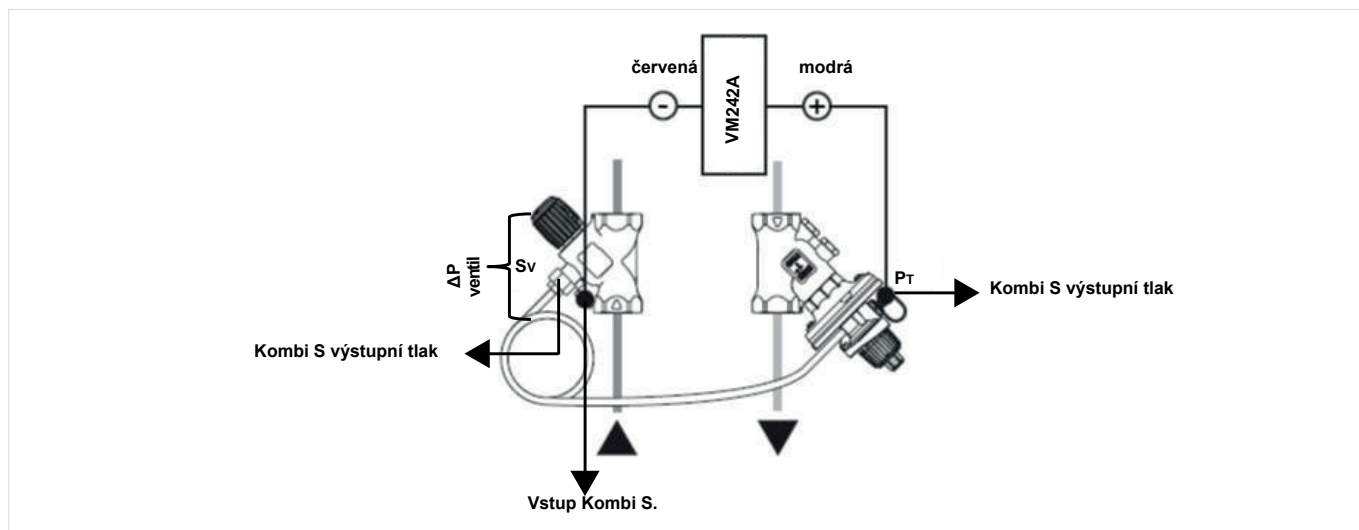 červená
modrá
VM242A
-
+
ΔP
ventil
SV
PT
Kombi S výstupní tlak
Kombi S výstupní tlak
Vstup Kombi S.